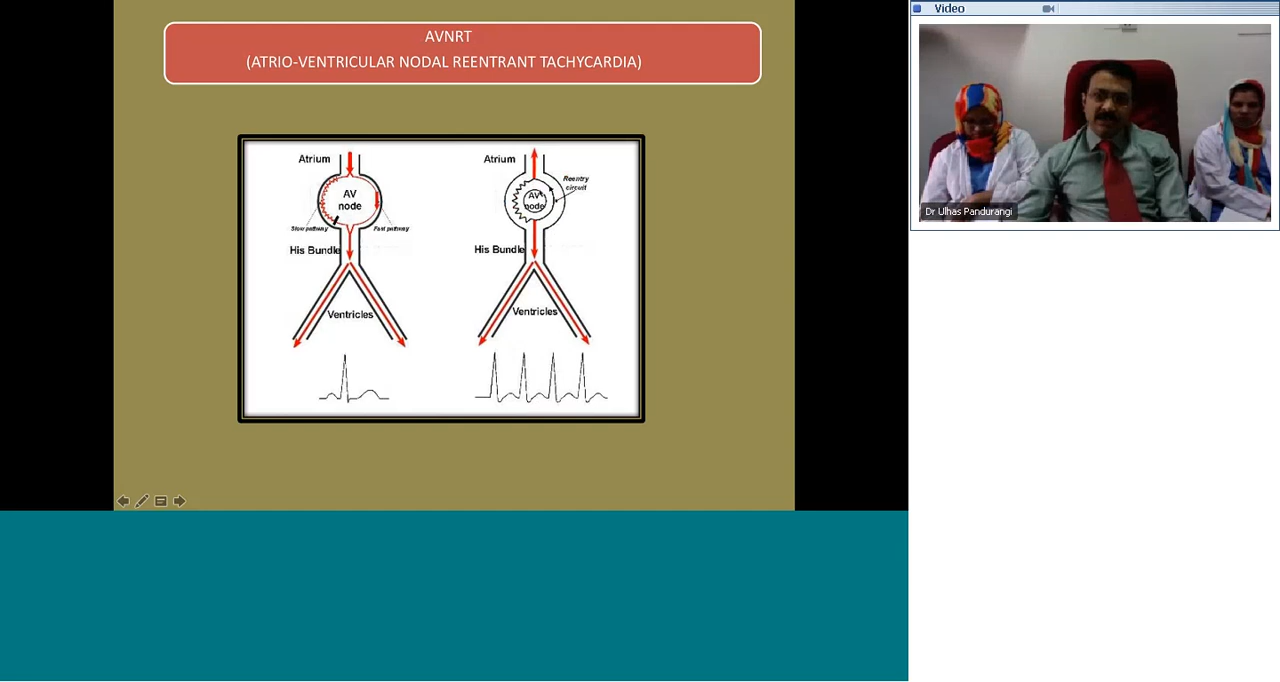 AVNRT
(ATRIO-VENTRICULAR NODAL REENTRANT TACHYCARDIA)
Atrium
AV
node
Slow pathway
Fast pathway
His Bundle
Ventricles
Atrium
Reentry
circuit
AV
node
His Bundle
Ventricles
Video
Dr Ulhas Pandurangi